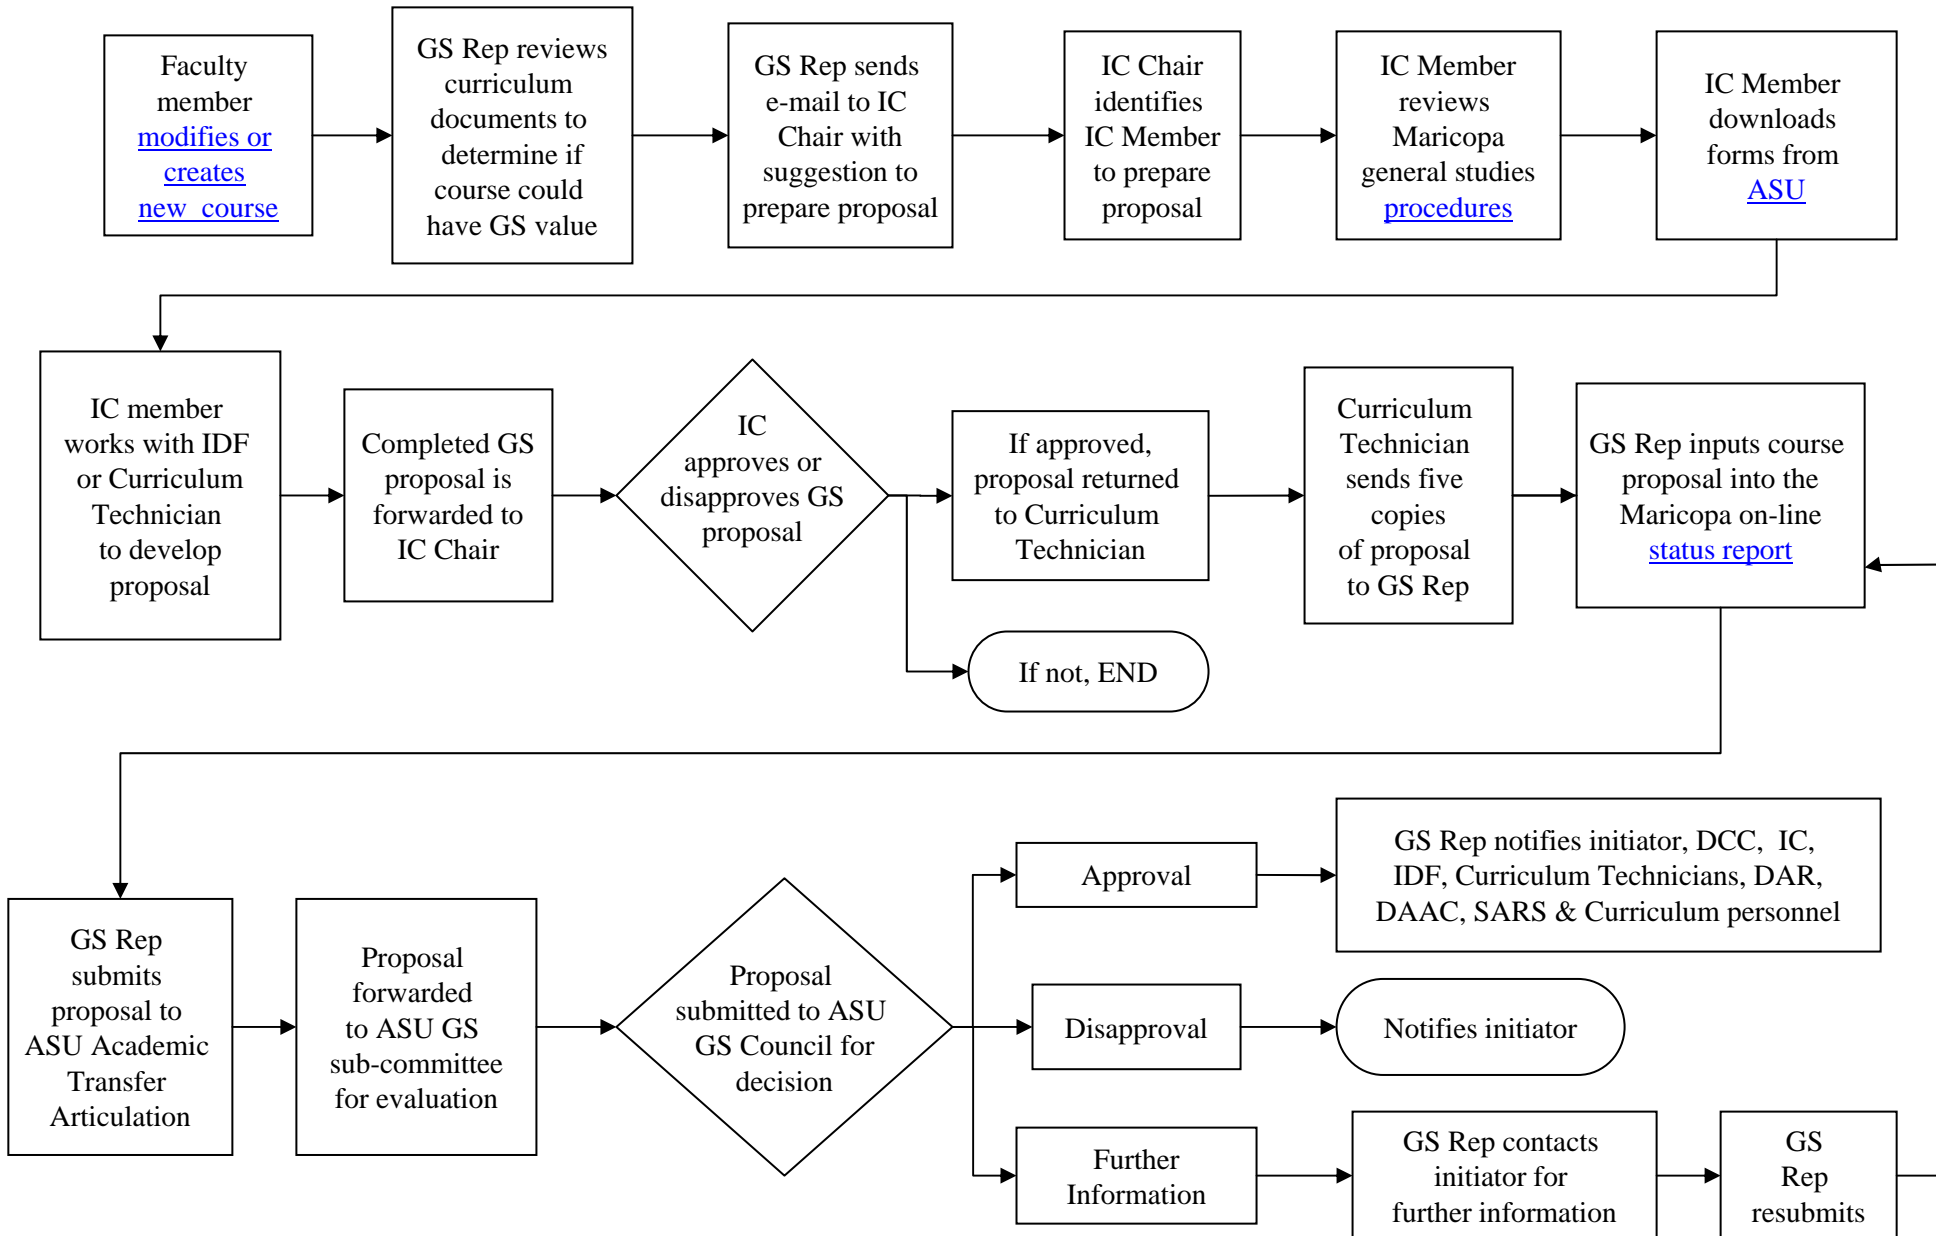 Faculty
member
modifies or
creates
new  course
GS Rep reviews
curriculum
documents to
determine if
course could
have GS value
GS Rep sends
e-mail to IC
Chair with
suggestion to
prepare proposal
IC Chair
identifies
IC Member
to prepare
proposal
IC Member
reviews
Maricopa
general studies
procedures
IC Member
downloads
forms from
ASU
IC member
works with IDF
or Curriculum
Technician
to develop
proposal
Completed GS
proposal is
forwarded to
IC Chair
IC
approves or
disapproves GS
proposal
If approved,
proposal returned
to Curriculum
Technician
If not, END
Curriculum
Technician
sends five
copies
of proposal
to GS Rep
GS Rep inputs course
proposal into the
Maricopa on-line
status report
GS Rep
submits
proposal to
ASU Academic
Transfer
Articulation
Proposal
forwarded
to ASU GS
sub-committee
for evaluation
Proposal
submitted to ASU
GS Council for
decision
Approval
GS Rep notifies initiator, DCC,  IC,
IDF, Curriculum Technicians, DAR,
DAAC, SARS & Curriculum personnel
Disapproval
Notifies initiator
Further
Information
GS Rep contacts
initiator for
further information
GS
Rep
resubmits